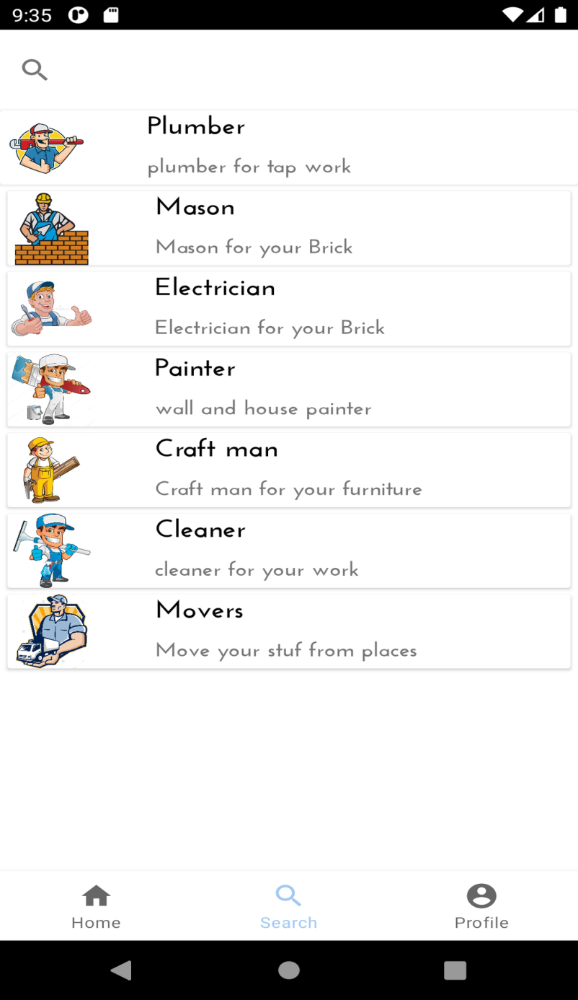 9:35
Plumber
plumber for tap work
Mason
Mason for your Brick
Electrician
Electrician for your Brick
Painter
wall and house painter
Craft man
Craft man for your furniture
Cleaner
cleaner for your work
Movers
Move your stuf from places
Home
Search
Profile